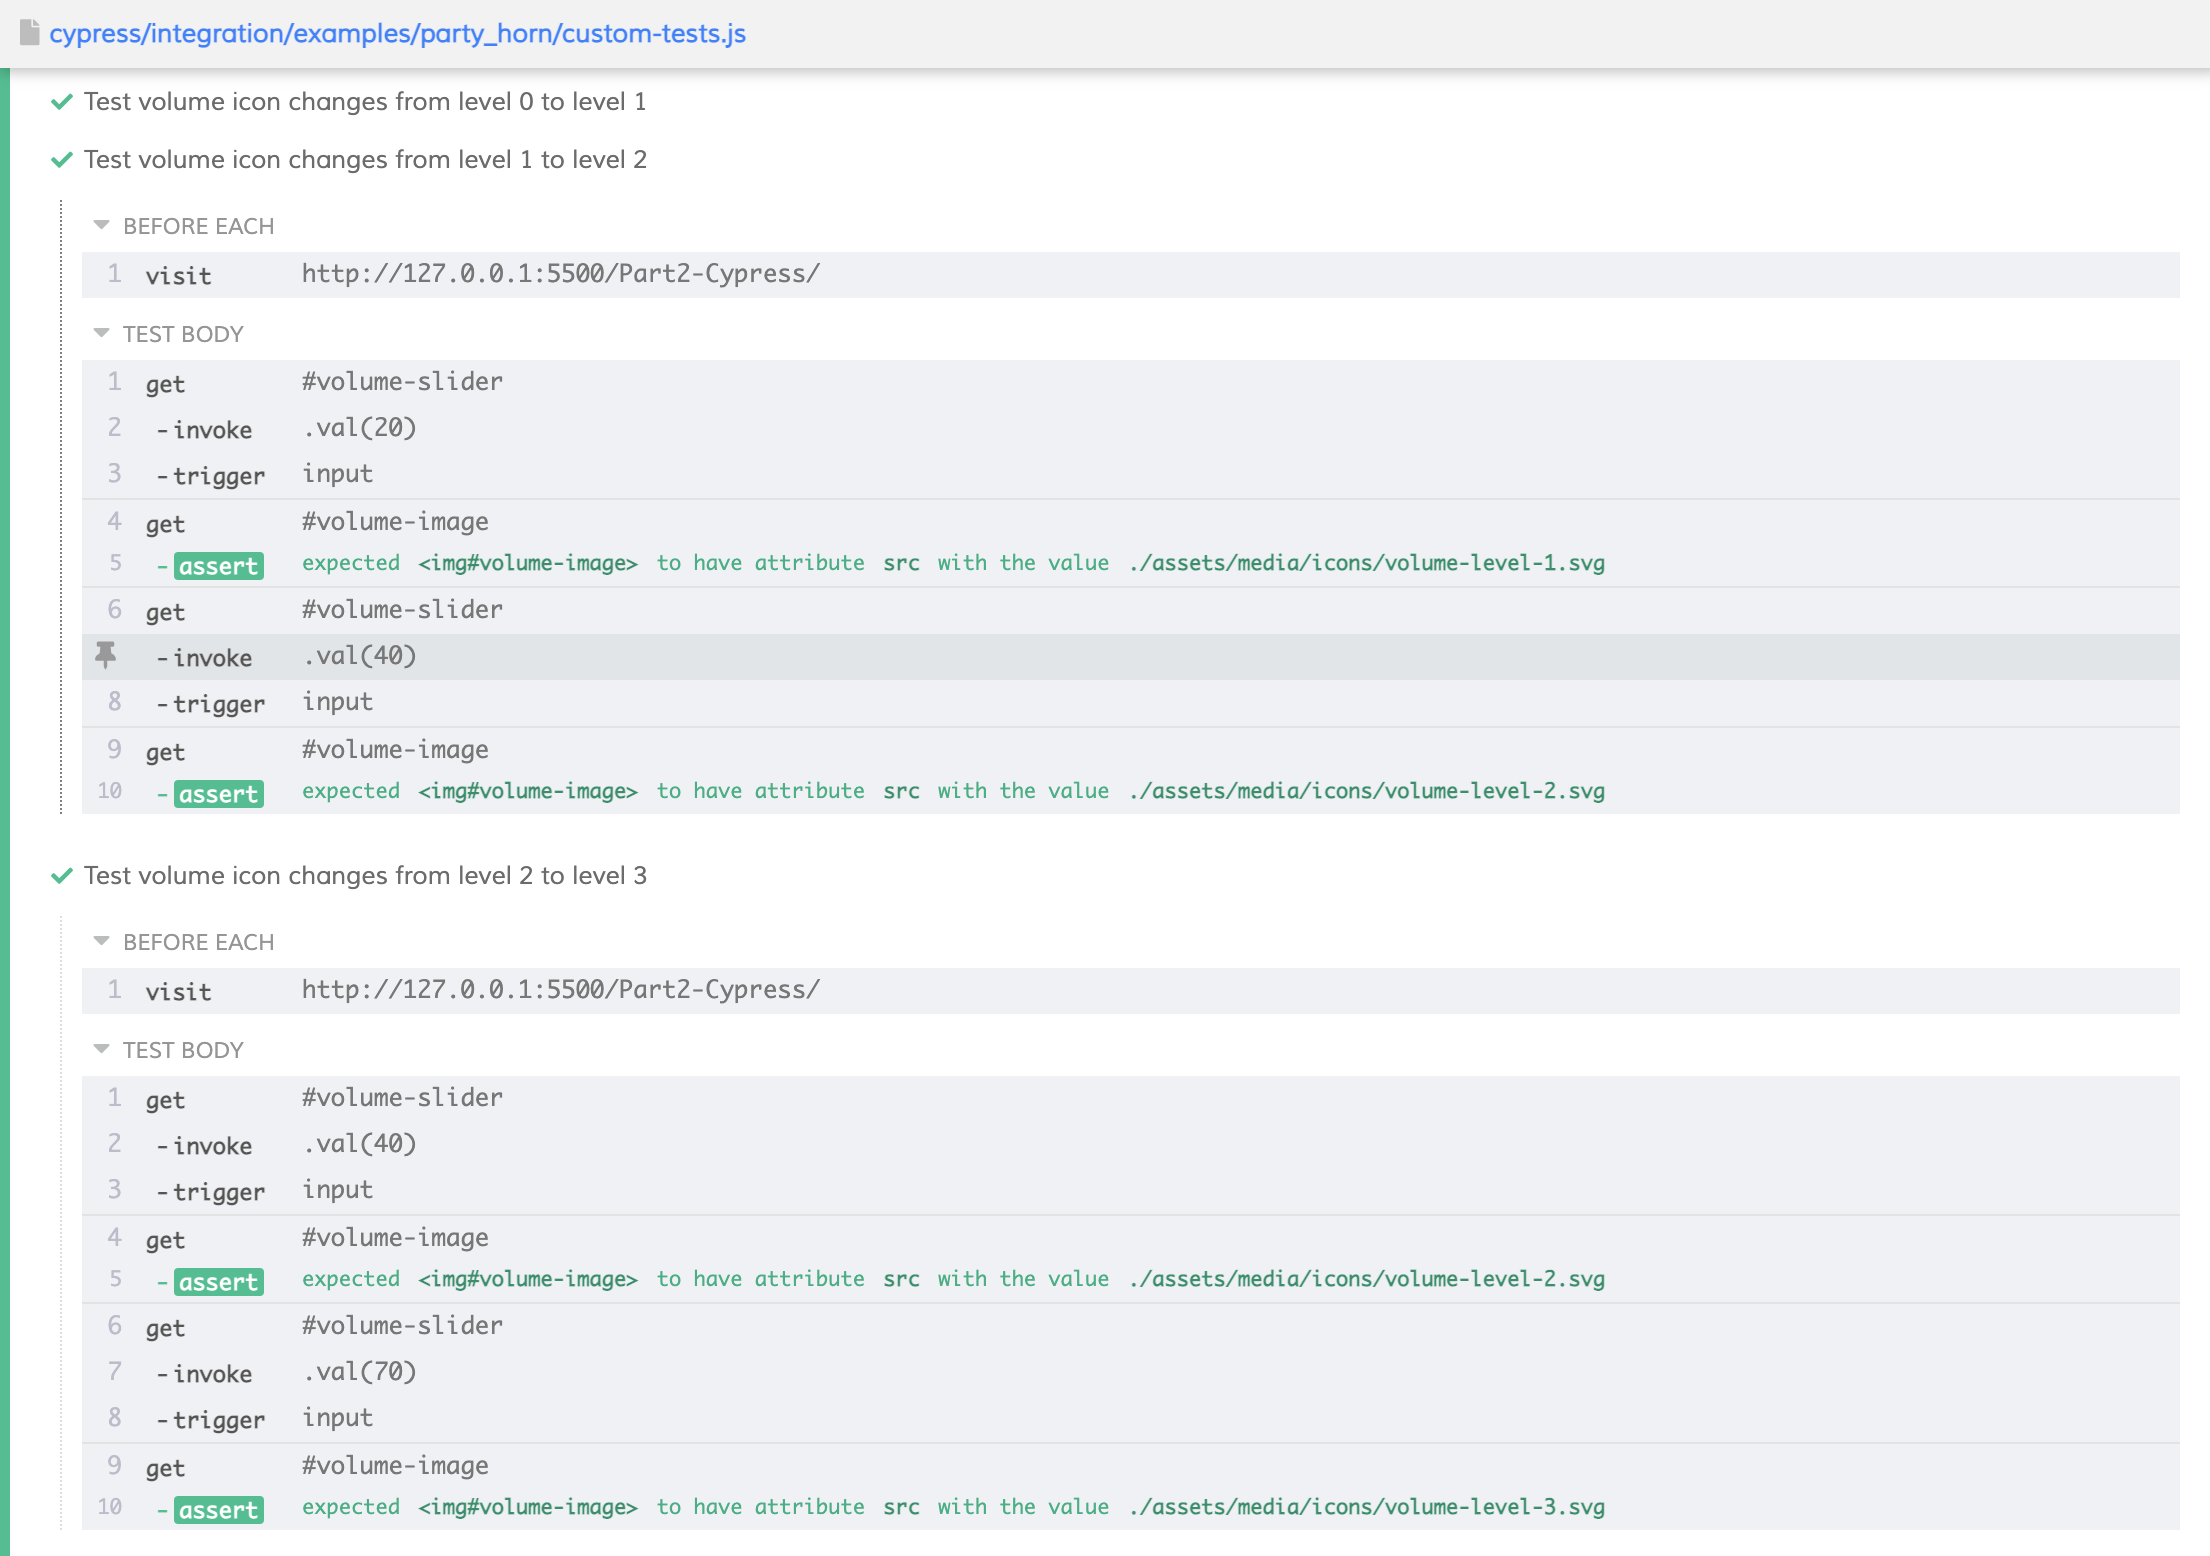 cypress/integration/examples/party_horn/custom-tests.js
Test volume icon changes from level 0 to level 1
Test volume icon changes from level 1 to level 2
BEFORE EACH
1 visit http://127.0.0.1:5500/Part2-Cypress/
TEST BODY
1 get #volume-slider
2 -invoke .val(20)
3 -trigger input
4 get #volume-image
5 -assert expected <img#volume-image> to have attribute src with the value ./assets/media/icons/volume-level-1.svg
6 get #volume-slider
-invoke .val(40)
8 -trigger input
9 get #volume-image
10 -assert expected <img#volume-image> to have attribute src with the value ./assets/media/icons/volume-level-2.svg
Test volume icon changes from level 2 to level 3
BEFORE EACH
1 visit http://127.0.0.1:5500/Part2-Cypress/
TEST BODY
1 get #volume-slider
2 -invoke .val(40)
3 -trigger input
4 get #volume-image
5 -assert expected <img#volume-image> to have attribute src with the value ./assets/media/icons/volume-level-2.svg
6 get #volume-slider
7 -invoke .val(70)
8 -trigger input
9 get #volume-image
10 -assert expected <img#volume-image> to have attribute src with the value ./assets/media/icons/volume-level-3.svg